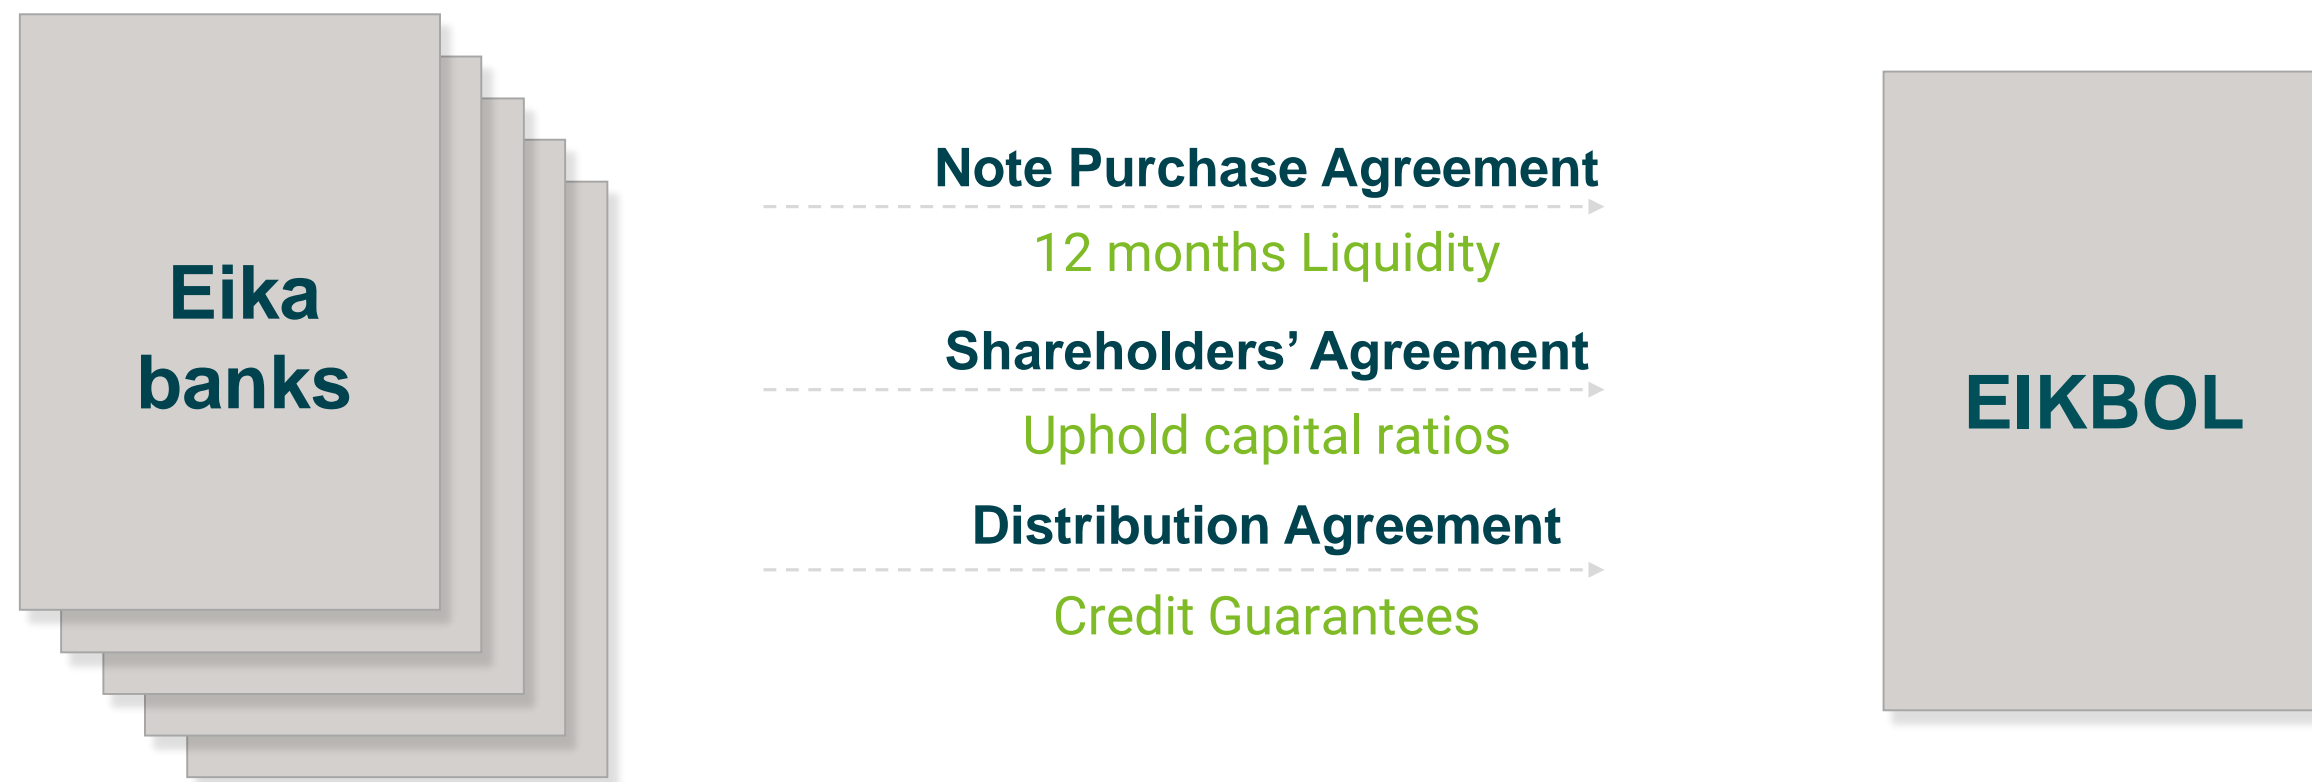 Eika
banks
Note Purchase Agreement
12 months Liquidity
Shareholders’ Agreement
Uphold capital ratios
Distribution Agreement
Credit Guarantees
EIKBOL